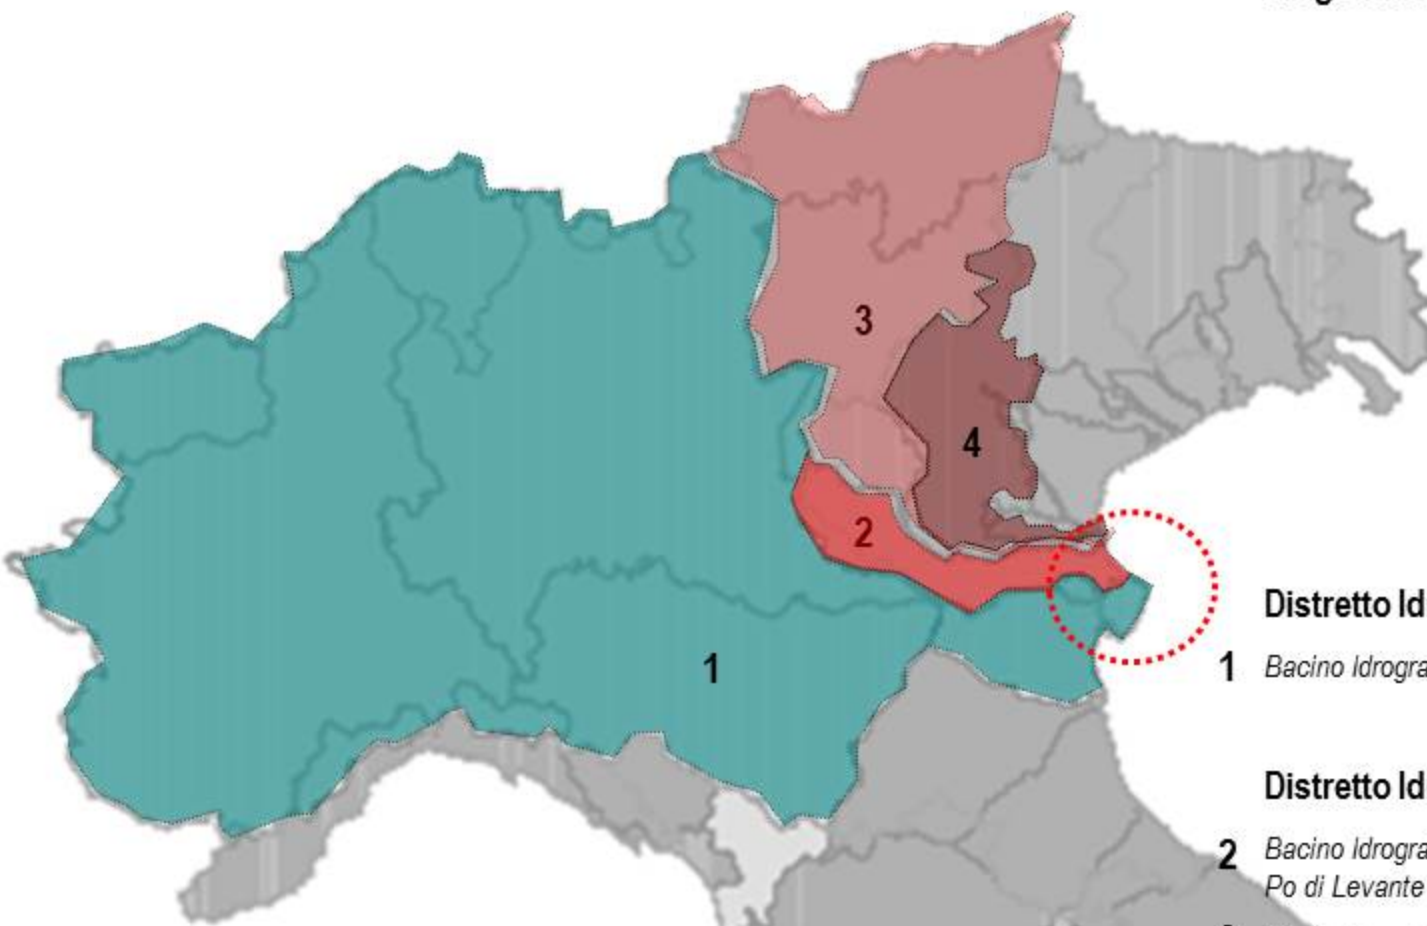 3
4
2
1
Distretto Id
1 Bacino Idrogra
Distretto Id
2 Bacino Idrogra
Po di Levante